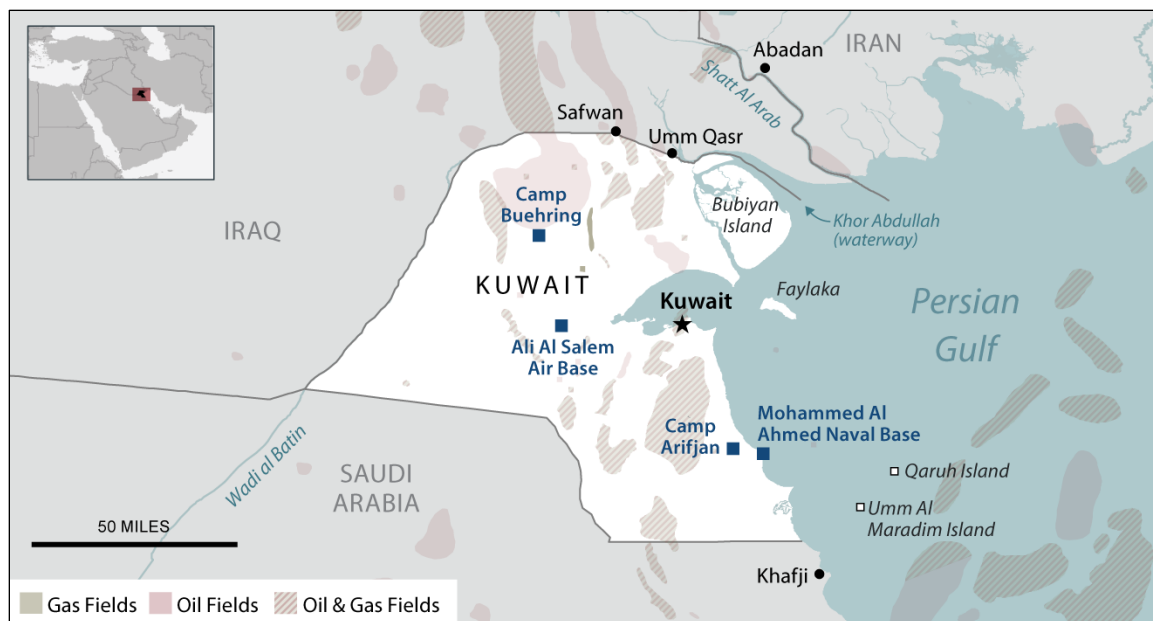 IRAN
Abadan
Shatt Al Arab
Safwan
Umm Qasr
Camp
Buehring
Bubiyan
Island
IRAQ
Khor Abdullah
(waterway)
KUWAIT
Kuwait
Faylaka
Persian
Gulf
Ali Al Salem
Air Base
Mohammed Al
Ahmed Naval Base
Camp
Arifjan
Wadi al Batin
SAUDI
ARABIA
Qaruh Island
Umm Al
Maradim Island
50 MILES
Khafji
Gas Fields
Oil Fields
Oil & Gas Fields